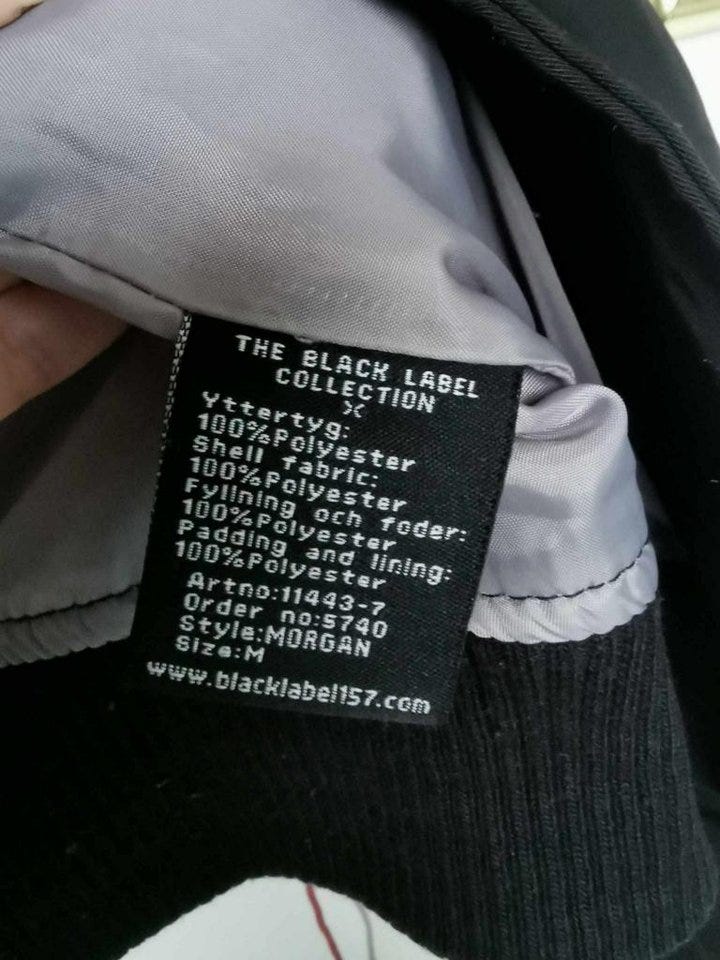 THE BLACK LABEL
COLLECTION
Yttertyg:
100%Polyester
Shell fabric:
100%Polyester
Fyllning och foder:
100%Polyester
Padding and lining:
100%Polyester
Artno:11443-7
Order no:5740
Style:MORGAN
Size:M
www.blacklabel157.com